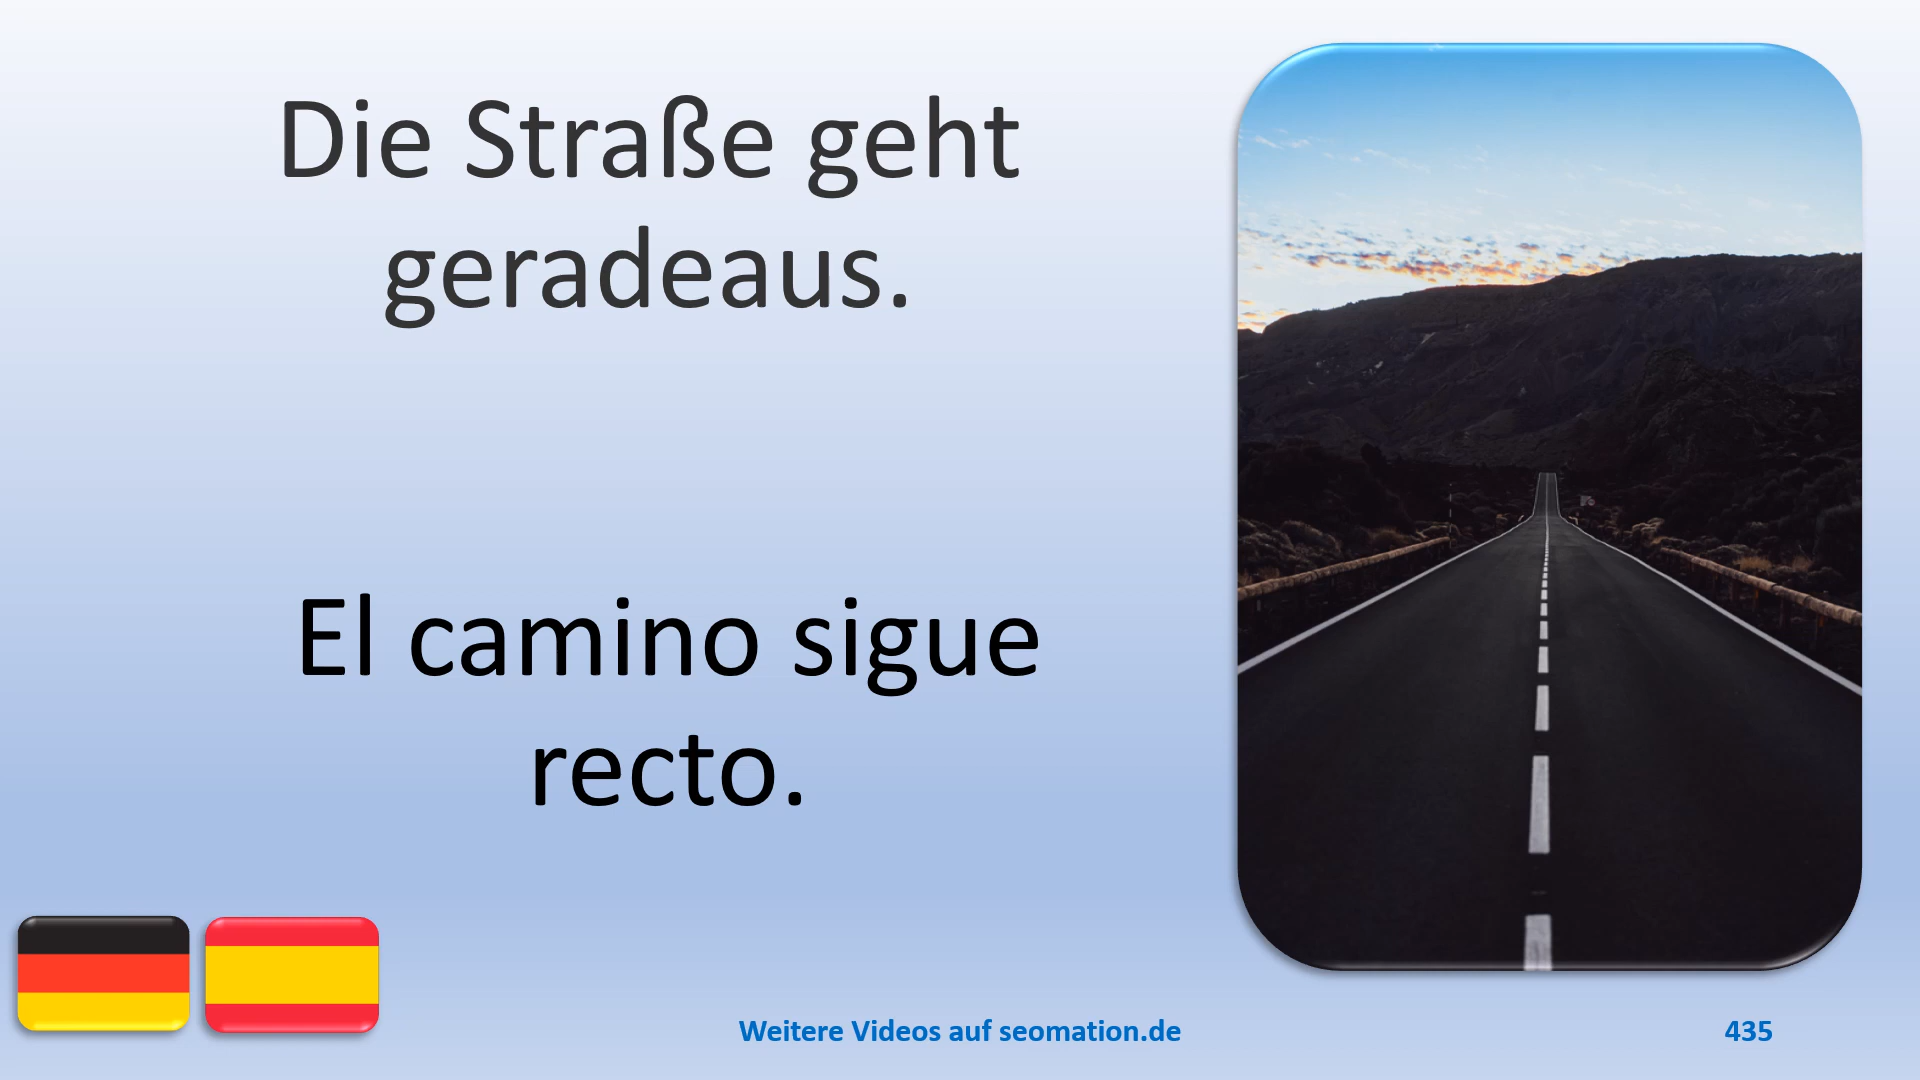 Die Straße geht
geradeaus.
El camino sigue
recto.
Weitere Videos auf seomation.de
435